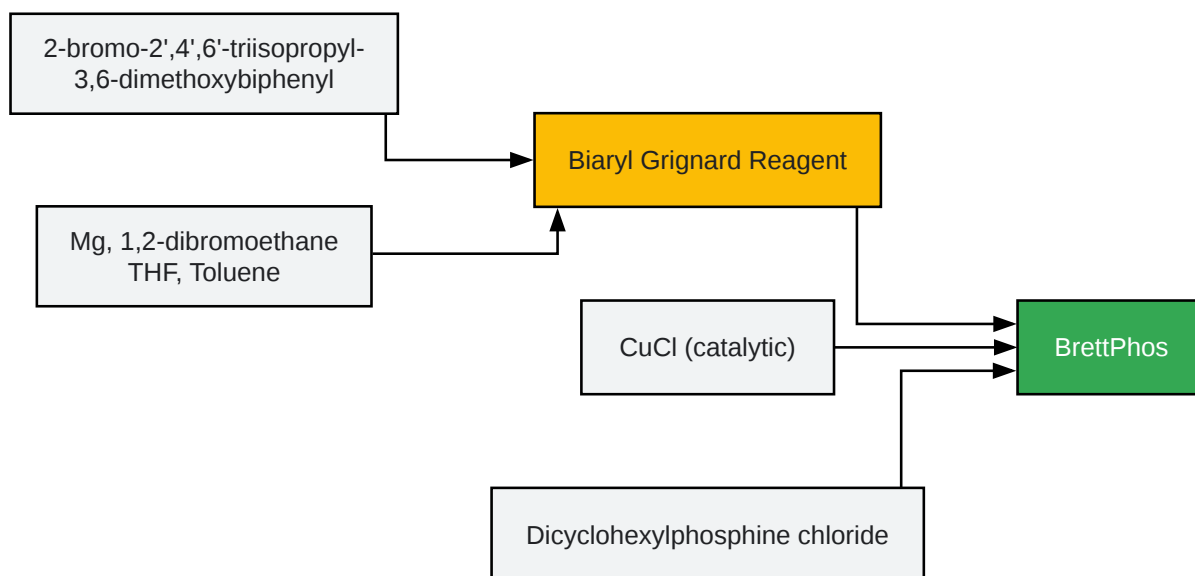 2-bromo-2',4',6'-triisopropyl-
3,6-dimethoxybiphenyl
Biaryl Grignard Reagent
Mg, 1,2-dibromoethane
THF, Toluene
CuCl (catalytic)
BrettPhos
Dicyclohexylphosphine chloride